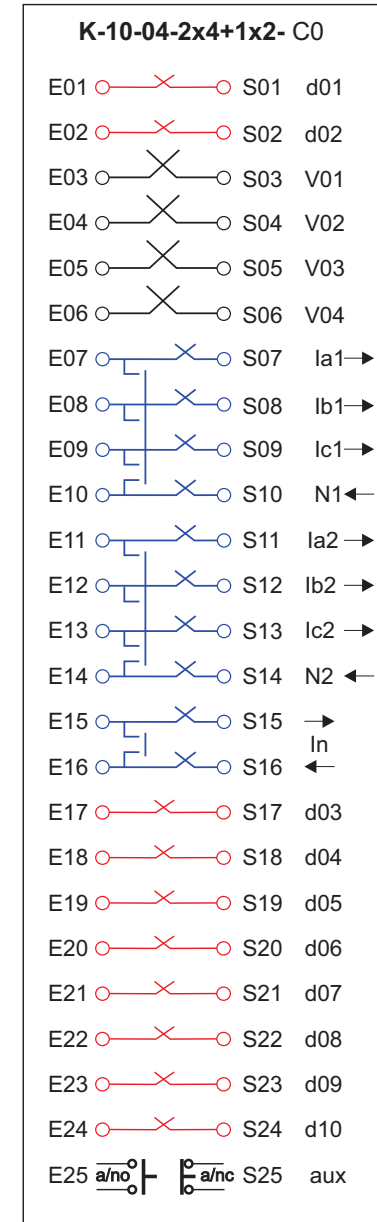 K-10-04-2x4+1x2- C0
E01 S01 d01
E02 S02 d02
E03 S03 V01
E04 S04 V02
E05 S05 V03
E06 S06 V04
E07 S07 Ia1
E08 S08 Ib1
E09 S09 Ic1
E10 S10 N1
E11 S11 Ia2
E12 S12 Ib2
E13 S13 Ic2
E14 S14 N2
E15 S15
In
E16 S16
E17 S17 d03
E18 S18 d04
E19 S19 d05
E20 S20 d06
E21 S21 d07
E22 S22 d08
E23 S23 d09
E24 S24 d10
E25 a/no a/nc S25 aux